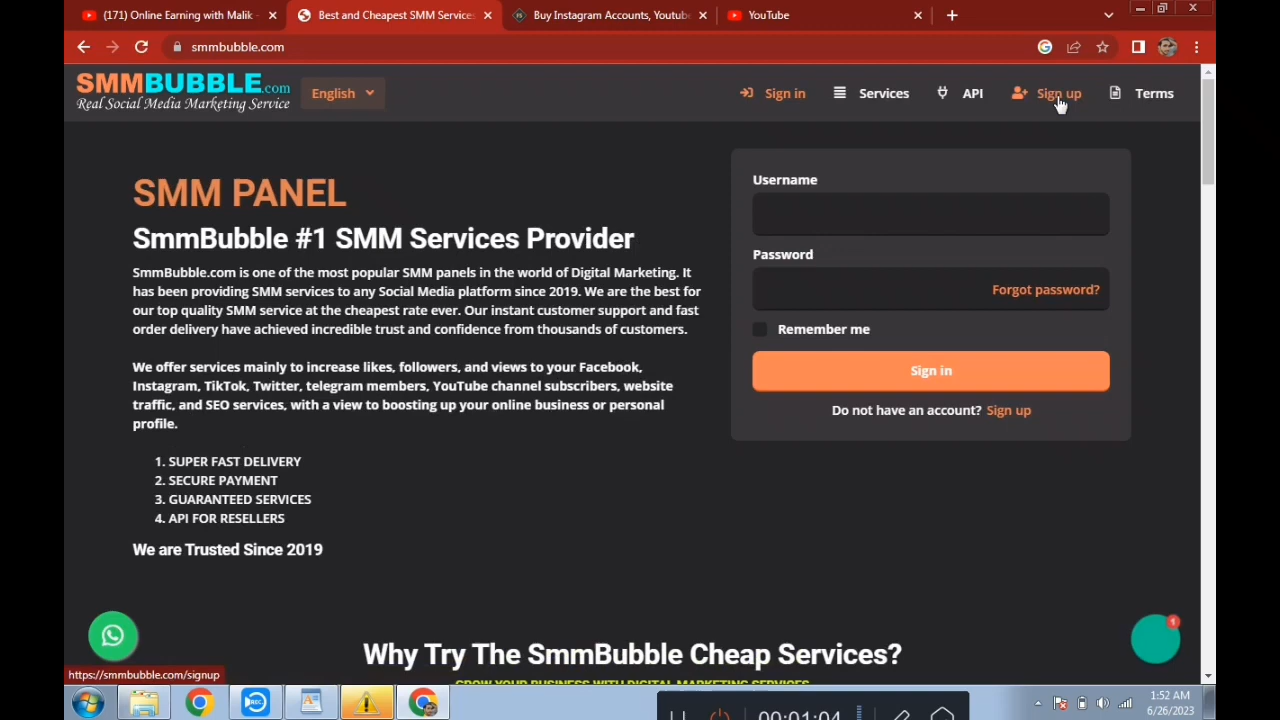 (171) Online Earning with Malik -
Best and Cheapest SMM Services
Buy Instagram Accounts, Youtube
YouTube
smmbubble.com
SMMBUBBLE.com
Real Social Media Marketing Service
English
Sign in
Services
API
Sign up
Terms
SMM PANEL
SmmBubble #1 SMM Services Provider
SmmBubble.com is one of the most popular SMM panels in the world of Digital Marketing. It
has been providing SMM services to any Social Media platform since 2019. We are the best for
our top quality SMM service at the cheapest rate ever. Our instant customer support and fast
order delivery have achieved incredible trust and confidence from thousands of customers.
We offer services mainly to increase likes, followers, and views to your Facebook,
Instagram, TikTok, Twitter, telegram members, YouTube channel subscribers, website
traffic, and SEO services, with a view to boosting up your online business or personal
profile.
1. SUPER FAST DELIVERY
2. SECURE PAYMENT
3. GUARANTEED SERVICES
4. API FOR RESELLERS
We are Trusted Since 2019
Username
Password
Forgot password?
Remember me
Sign in
Do not have an account? Sign up
1
Why Try The SmmBubble Cheap Services?
GROW YOUR BUSINESS WITH DIGITAL MARKETING SERVICES
https://smmbubble.com/signup
REC
00:01:04
1:52 AM
6/26/2023